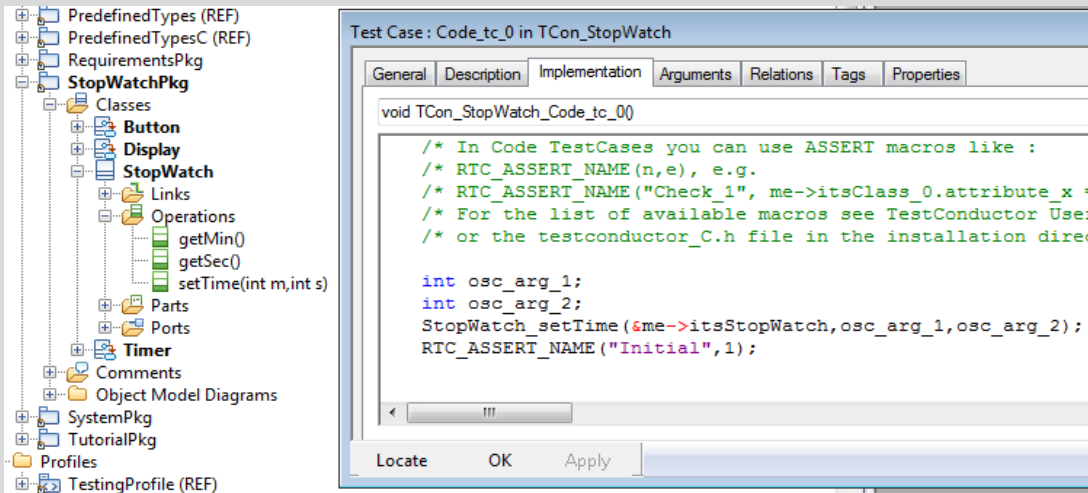 PredefinedTypes (REF)
PredefinedTypesC (REF)
RequirementsPkg
StopWatchPkg
Classes
Button
Display
StopWatch
Links
Operations
getMin()
getSec()
setTime(int m,int s)
Parts
Ports
Timer
Comments
Object Model Diagrams
SystemPkg
TutorialPkg
Profiles
TestingProfile (REF)
Test Case : Code_tc_0 in TCon_StopWatch
General Description Implementation Arguments Relations Tags Properties
void TCon_StopWatch_Code_tc_0()
/* In Code TestCases you can use ASSERT macros like :
/* RTC_ASSERT_NAME(n,e), e.g.
/* RTC_ASSERT_NAME("Check_1", me->itsClass_0.attribute_x =
/* For the list of available macros see TestConductor User
/* or the testconductor_C.h file in the installation direc
int osc_arg_1;
int osc_arg_2;
StopWatch_setTime(&me->itsStopWatch,osc_arg_1,osc_arg_2);
RTC_ASSERT_NAME("Initial",1);
Locate OK Apply